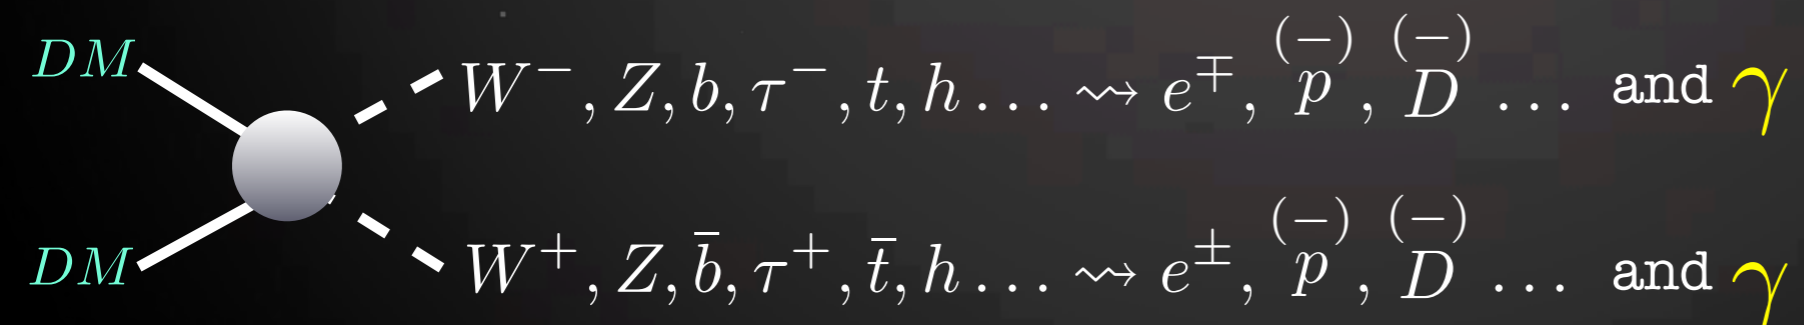 DM W⁻, Z, b, τ⁻, t, h . . . ⇝ e^∓, p^(−), D^(−) . . . and γ
DM W⁺, Z, b̄, τ⁺, t̄, h . . . ⇝ e^±, p^(−), D^(−) . . . and γ